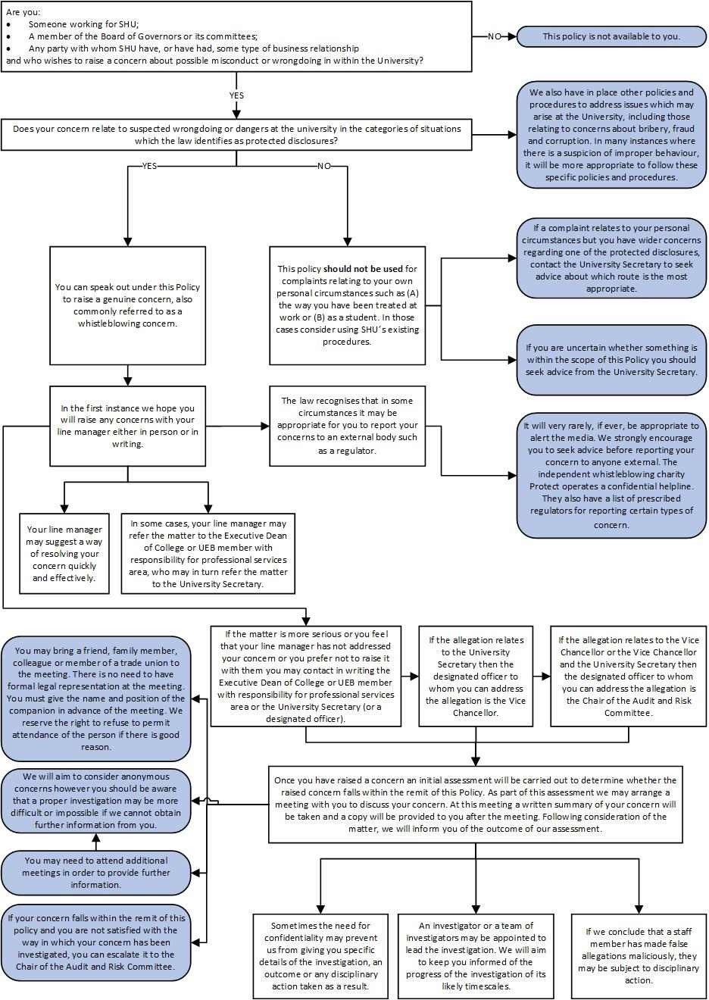 Are you:
• Someone working for SHU;
• A member of the Board of Governors or its committees;
• Any party with whom SHU have, or have had, some type of business relationship
and who wishes to raise a concern about possible misconduct or wrongdoing in within the University?
NO
This policy is not available to you.
YES
Does your concern relate to suspected wrongdoing or dangers at the university in the categories of situations
which the law identifies as protected disclosures?
We also have in place other policies and
procedures to address issues which may
arise at the University, including those
relating to concerns about bribery, fraud
and corruption. In many instances where
there is a suspicion of improper behaviour,
it will be more appropriate to follow these
specific policies and procedures.
YES
NO
You can speak out under this Policy
to raise a genuine concern, also
commonly referred to as a
whistleblowing concern.
This policy should not be used for
complaints relating to your own
personal circumstances such as (A)
the way you have been treated at
work or (B) as a student. In those
cases consider using SHU's existing
procedures.
If a complaint relates to your personal
circumstances but you have wider concerns
regarding one of the protected disclosures,
contact the University Secretary to seek
advice about which route is the most
appropriate.
If you are uncertain whether something is
within the scope of this Policy you should
seek advice from the University Secretary.
In the first instance we hope you
will raise any concerns with your
line manager either in person or in
writing.
The law recognises that in some
circumstances it may be
appropriate for you to report your
concerns to an external body such
as a regulator.
It will very rarely, if ever, be appropriate to
alert the media. We strongly encourage
you to seek advice before reporting your
concern to anyone external. The
independent whistleblowing charity
Protect operates a confidential helpline.
They also have a list of prescribed
regulators for reporting certain types of
concern.
Your line manager
may suggest a way
of resolving your
concern quickly
and effectively.
In some cases, your line manager may
refer the matter to the Executive Dean
of College or UEB member with
responsibility for professional services
area, who may in turn refer the matter
to the University Secretary.
If the matter is more serious or you feel
that your line manager has not addressed
your concern or you prefer not to raise it
with them you may contact in writing the
Executive Dean of College or UEB member
with responsibility for professional services
area or the University Secretary (or a
designated officer).
If the allegation relates
to the University
Secretary then the
designated officer to
whom you can address
the allegation is the Vice
Chancellor.
If the allegation relates to the Vice
Chancellor or the Vice Chancellor
and the University Secretary then
the designated officer to whom
you can address the allegation is
the Chair of the Audit and Risk
Committee.
You may bring a friend, family member,
colleague or member of a trade union to
the meeting. There is no need to have
formal legal representation at the meeting.
You must give the name and position of the
companion in advance of the meeting. We
reserve the right to refuse to permit
attendance of the person if there is good
reason.
We will aim to consider anonymous
concerns however you should be aware
that a proper investigation may be more
difficult or impossible if we cannot obtain
further information from you.
You may need to attend additional
meetings in order to provide further
information.
If your concern falls within the remit of this
policy and you are not satisfied with the
way in which your concern has been
investigated, you can escalate it to the
Chair of the Audit and Risk Committee.
Once you have raised a concern an initial assessment will be carried out to determine whether the
raised concern falls within the remit of this Policy. As part of this assessment we may arrange a
meeting with you to discuss your concern. At this meeting a written summary of your concern will
be taken and a copy will be provided to you after the meeting. Following consideration of the
matter, we will inform you of the outcome of our assessment.
Sometimes the need for
confidentiality may prevent
us from giving you specific
details of the investigation, an
outcome or any disciplinary
action taken as a result.
An investigator or a team of
investigators may be appointed to
lead the investigation. We will aim
to keep you informed of the
progress of the investigation of its
likely timescales.
If we conclude that a staff
member has made false
allegations maliciously, they
may be subject to disciplinary
action.